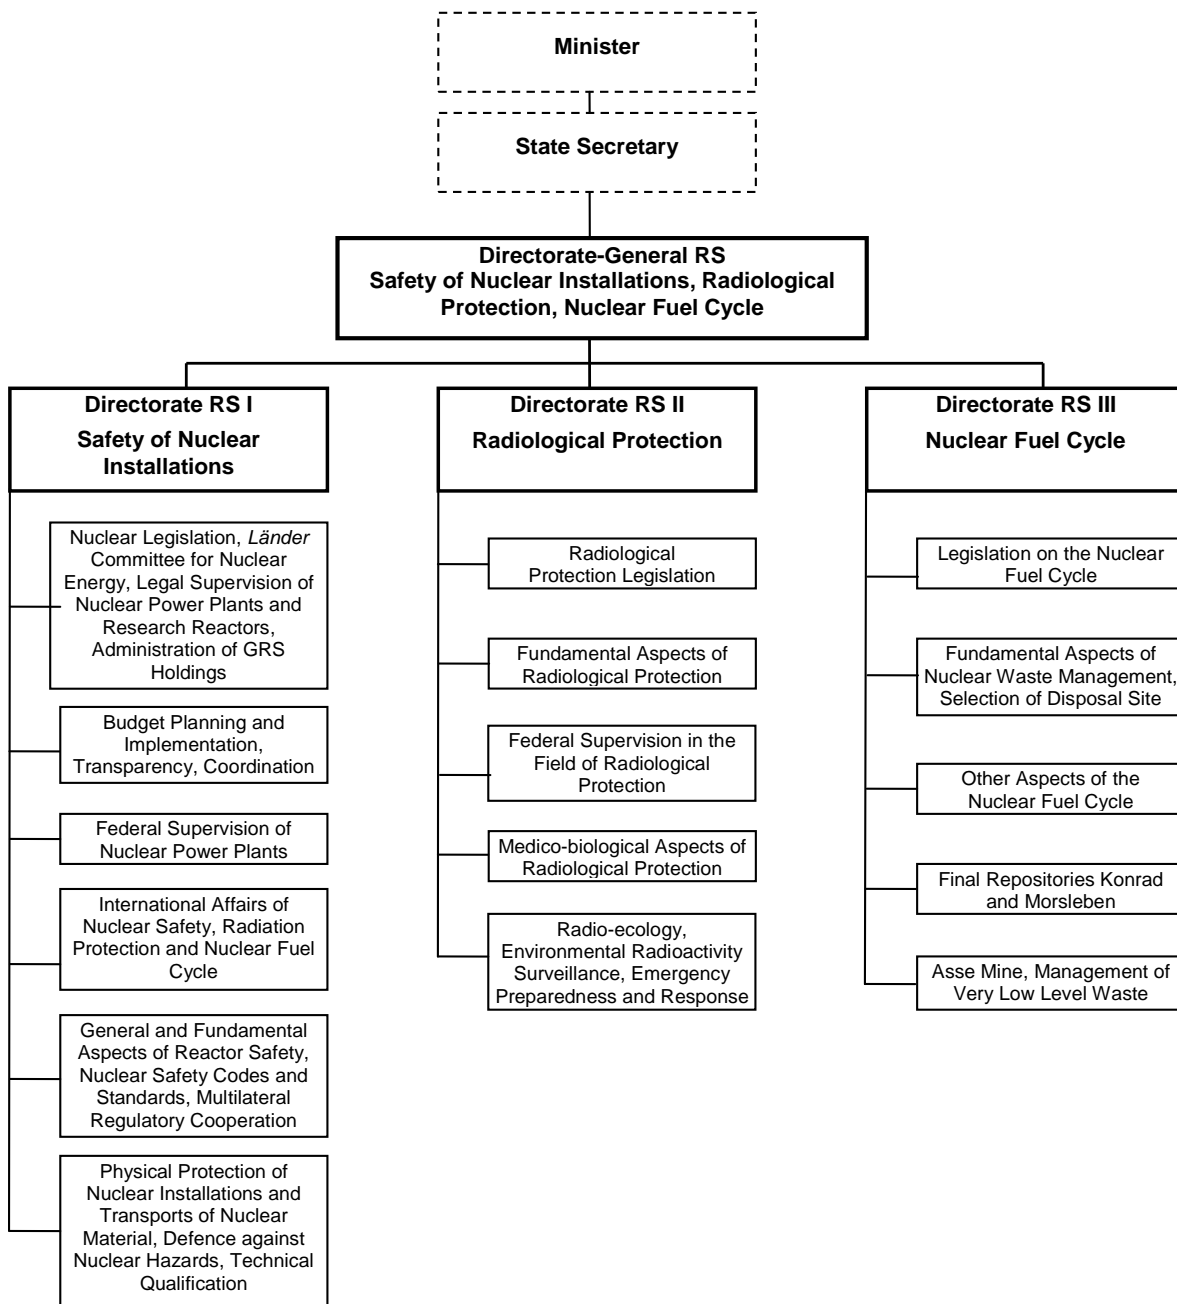 Minister
State Secretary
Directorate-General RS
Safety of Nuclear Installations, Radiological
Protection, Nuclear Fuel Cycle
Directorate RS I
Safety of Nuclear
Installations
Nuclear Legislation, Länder
Committee for Nuclear
Energy, Legal Supervision of
Nuclear Power Plants and
Research Reactors,
Administration of GRS
Holdings
Budget Planning and
Implementation,
Transparency, Coordination
Federal Supervision of
Nuclear Power Plants
International Affairs of
Nuclear Safety, Radiation
Protection and Nuclear Fuel
Cycle
General and Fundamental
Aspects of Reactor Safety,
Nuclear Safety Codes and
Standards, Multilateral
Regulatory Cooperation
Physical Protection of
Nuclear Installations and
Transports of Nuclear
Material, Defence against
Nuclear Hazards, Technical
Qualification
Directorate RS II
Radiological Protection
Radiological
Protection Legislation
Fundamental Aspects of
Radiological Protection
Federal Supervision in the
Field of Radiological
Protection
Medico-biological Aspects of
Radiological Protection
Radio-ecology,
Environmental Radioactivity
Surveillance, Emergency
Preparedness and Response
Directorate RS III
Nuclear Fuel Cycle
Legislation on the Nuclear
Fuel Cycle
Fundamental Aspects of
Nuclear Waste Management,
Selection of Disposal Site
Other Aspects of the
Nuclear Fuel Cycle
Final Repositories Konrad
and Morsleben
Asse Mine, Management of
Very Low Level Waste